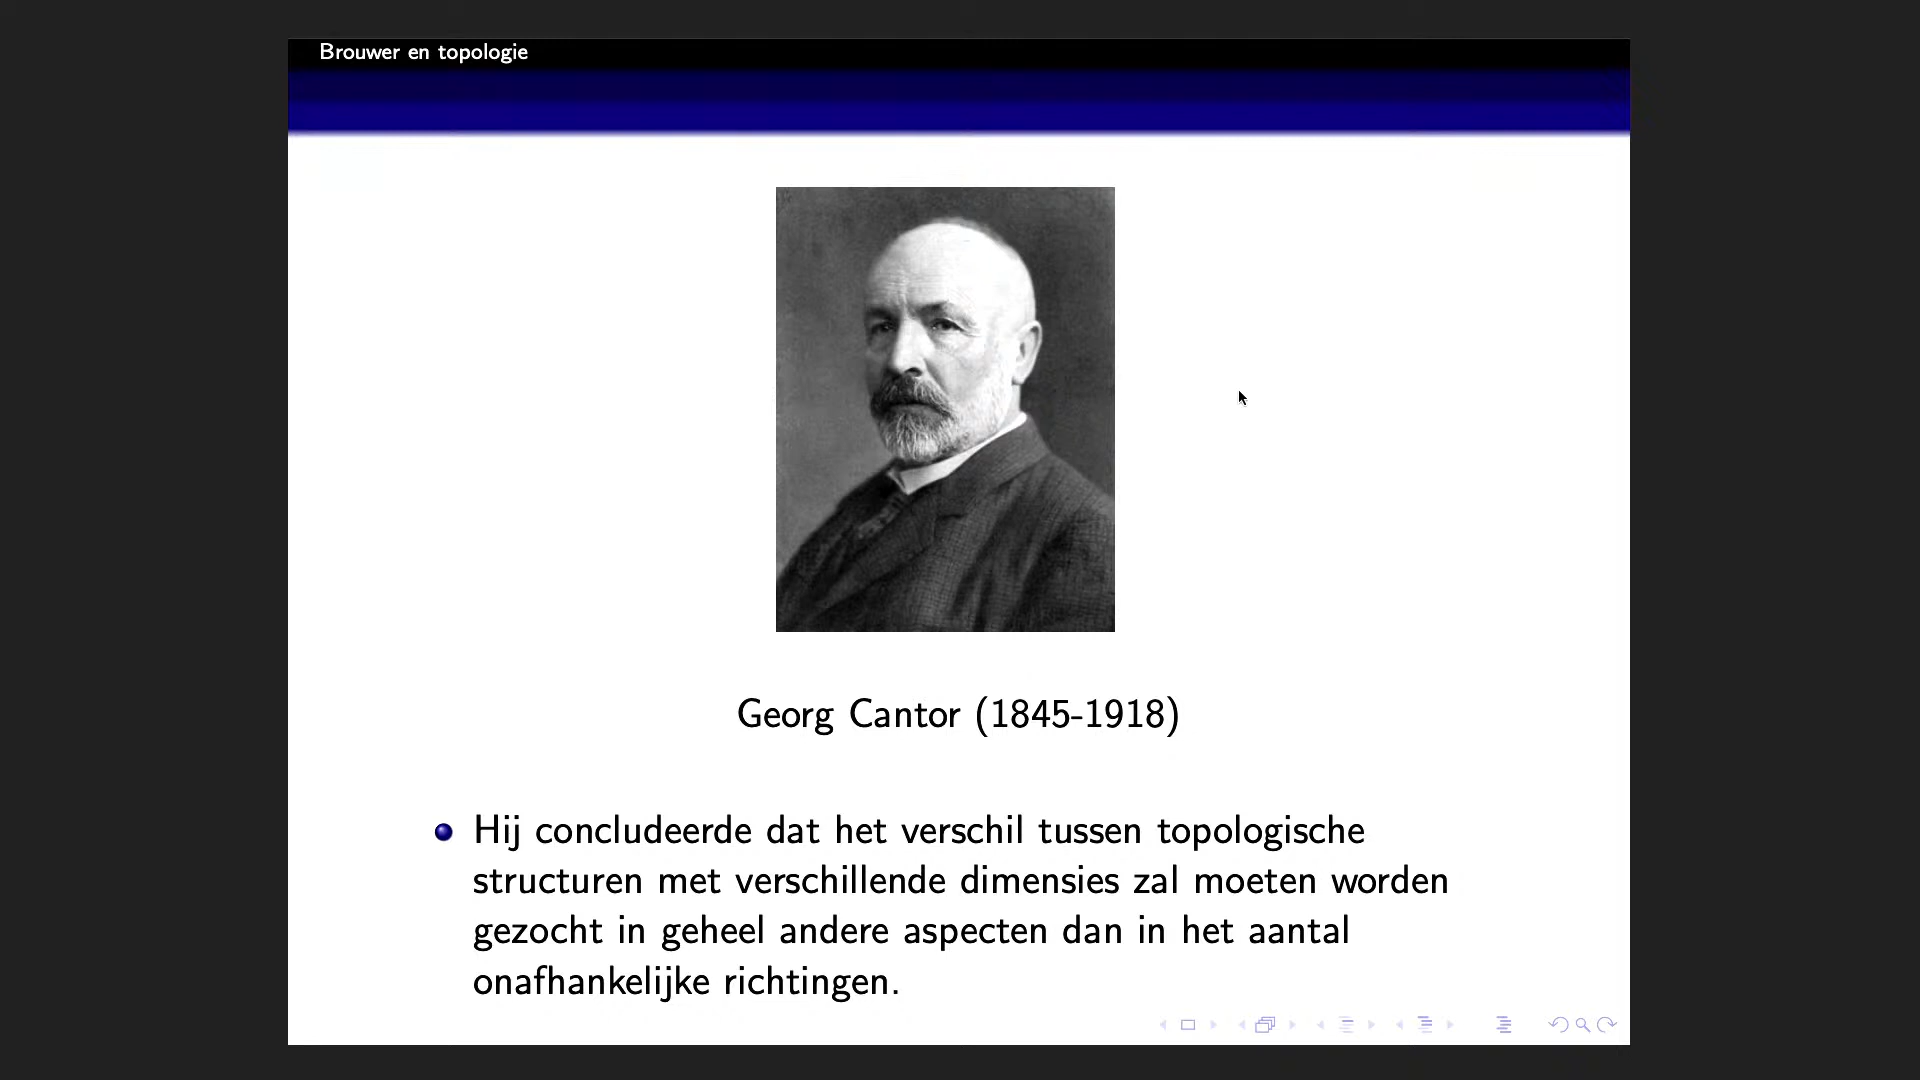 Brouwer en topologie
Georg Cantor (1845-1918)
Hij concludeerde dat het verschil tussen topologische
structuren met verschillende dimensies zal moeten worden
gezocht in geheel andere aspecten dan in het aantal
onafhankelijke richtingen.